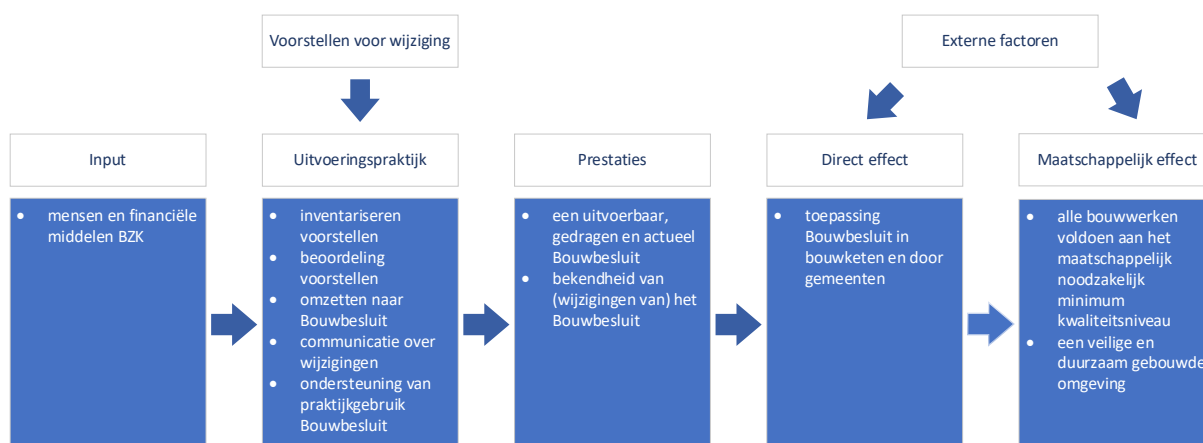 Voorstellen voor wijziging
Externe factoren
Input
Uitvoeringspraktijk
Prestaties
Direct effect
Maatschappelijk effect
• mensen en financiële
middelen BZK
• inventariseren
voorstellen
• beoordeling
voorstellen
• omzetten naar
Bouwbesluit
• communicatie over
wijzigingen
• ondersteuning van
praktijkgebruik
Bouwbesluit
• een uitvoerbaar,
gedragen en actueel
Bouwbesluit
• bekendheid van
(wijzigingen van) het
Bouwbesluit
• toepassing
Bouwbesluit in
bouwketen en door
gemeenten
• alle bouwwerken
voldoen aan het
maatschappelijk
noodzakelijk
minimum
kwaliteitsniveau
• een veilige en
duurzaam gebouwde
omgeving